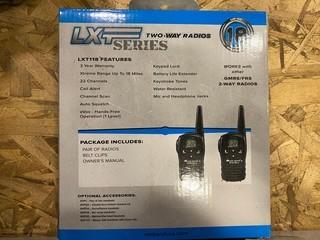 LXT SERIES
TWO-WAY RADIOS
18
LXT118 FEATURES
3 Year Warranty
Xtreme Range Up To 18 Miles
22 Channels
Call Alert
Channel Scan
Auto Squelch
eVox - Hands-Free
Operation (1 Level)
Keypad Lock
Battery Life Extender
Keystroke Tones
Water Resistant
Mic and Headphone Jacks
WORKS with
other
GMRS/FRS
2-WAY RADIOS
PACKAGE INCLUDES:
PAIR OF RADIOS
BELT CLIPS
OWNER'S MANUAL
OPTIONAL ACCESSORIES: